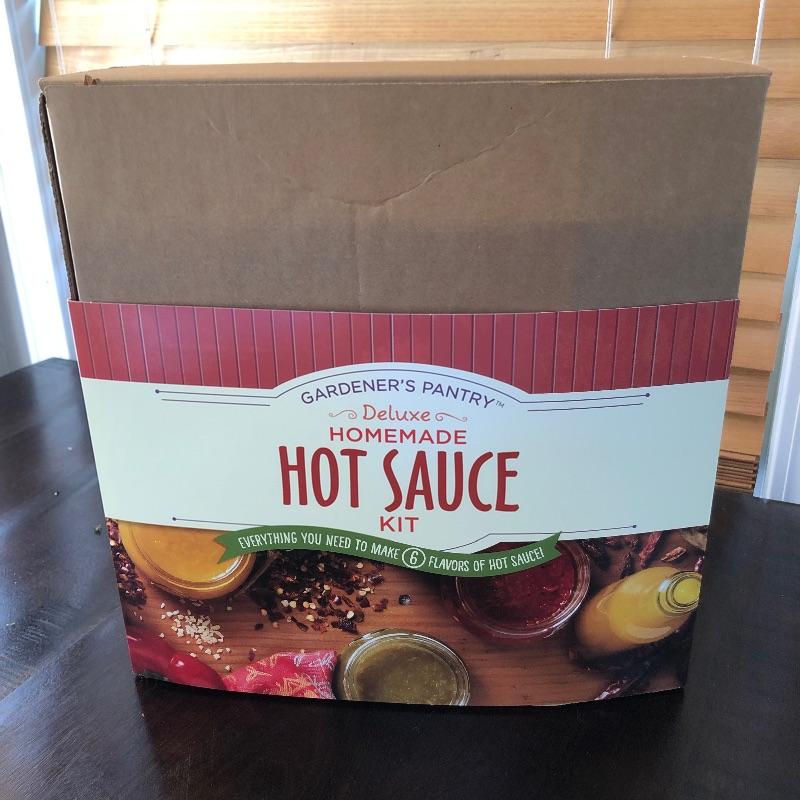 GARDENER'S PANTRY™
Deluxe
HOMEMADE
HOT SAUCE
KIT
EVERYTHING YOU NEED TO MAKE 6 FLAVORS OF HOT SAUCE!